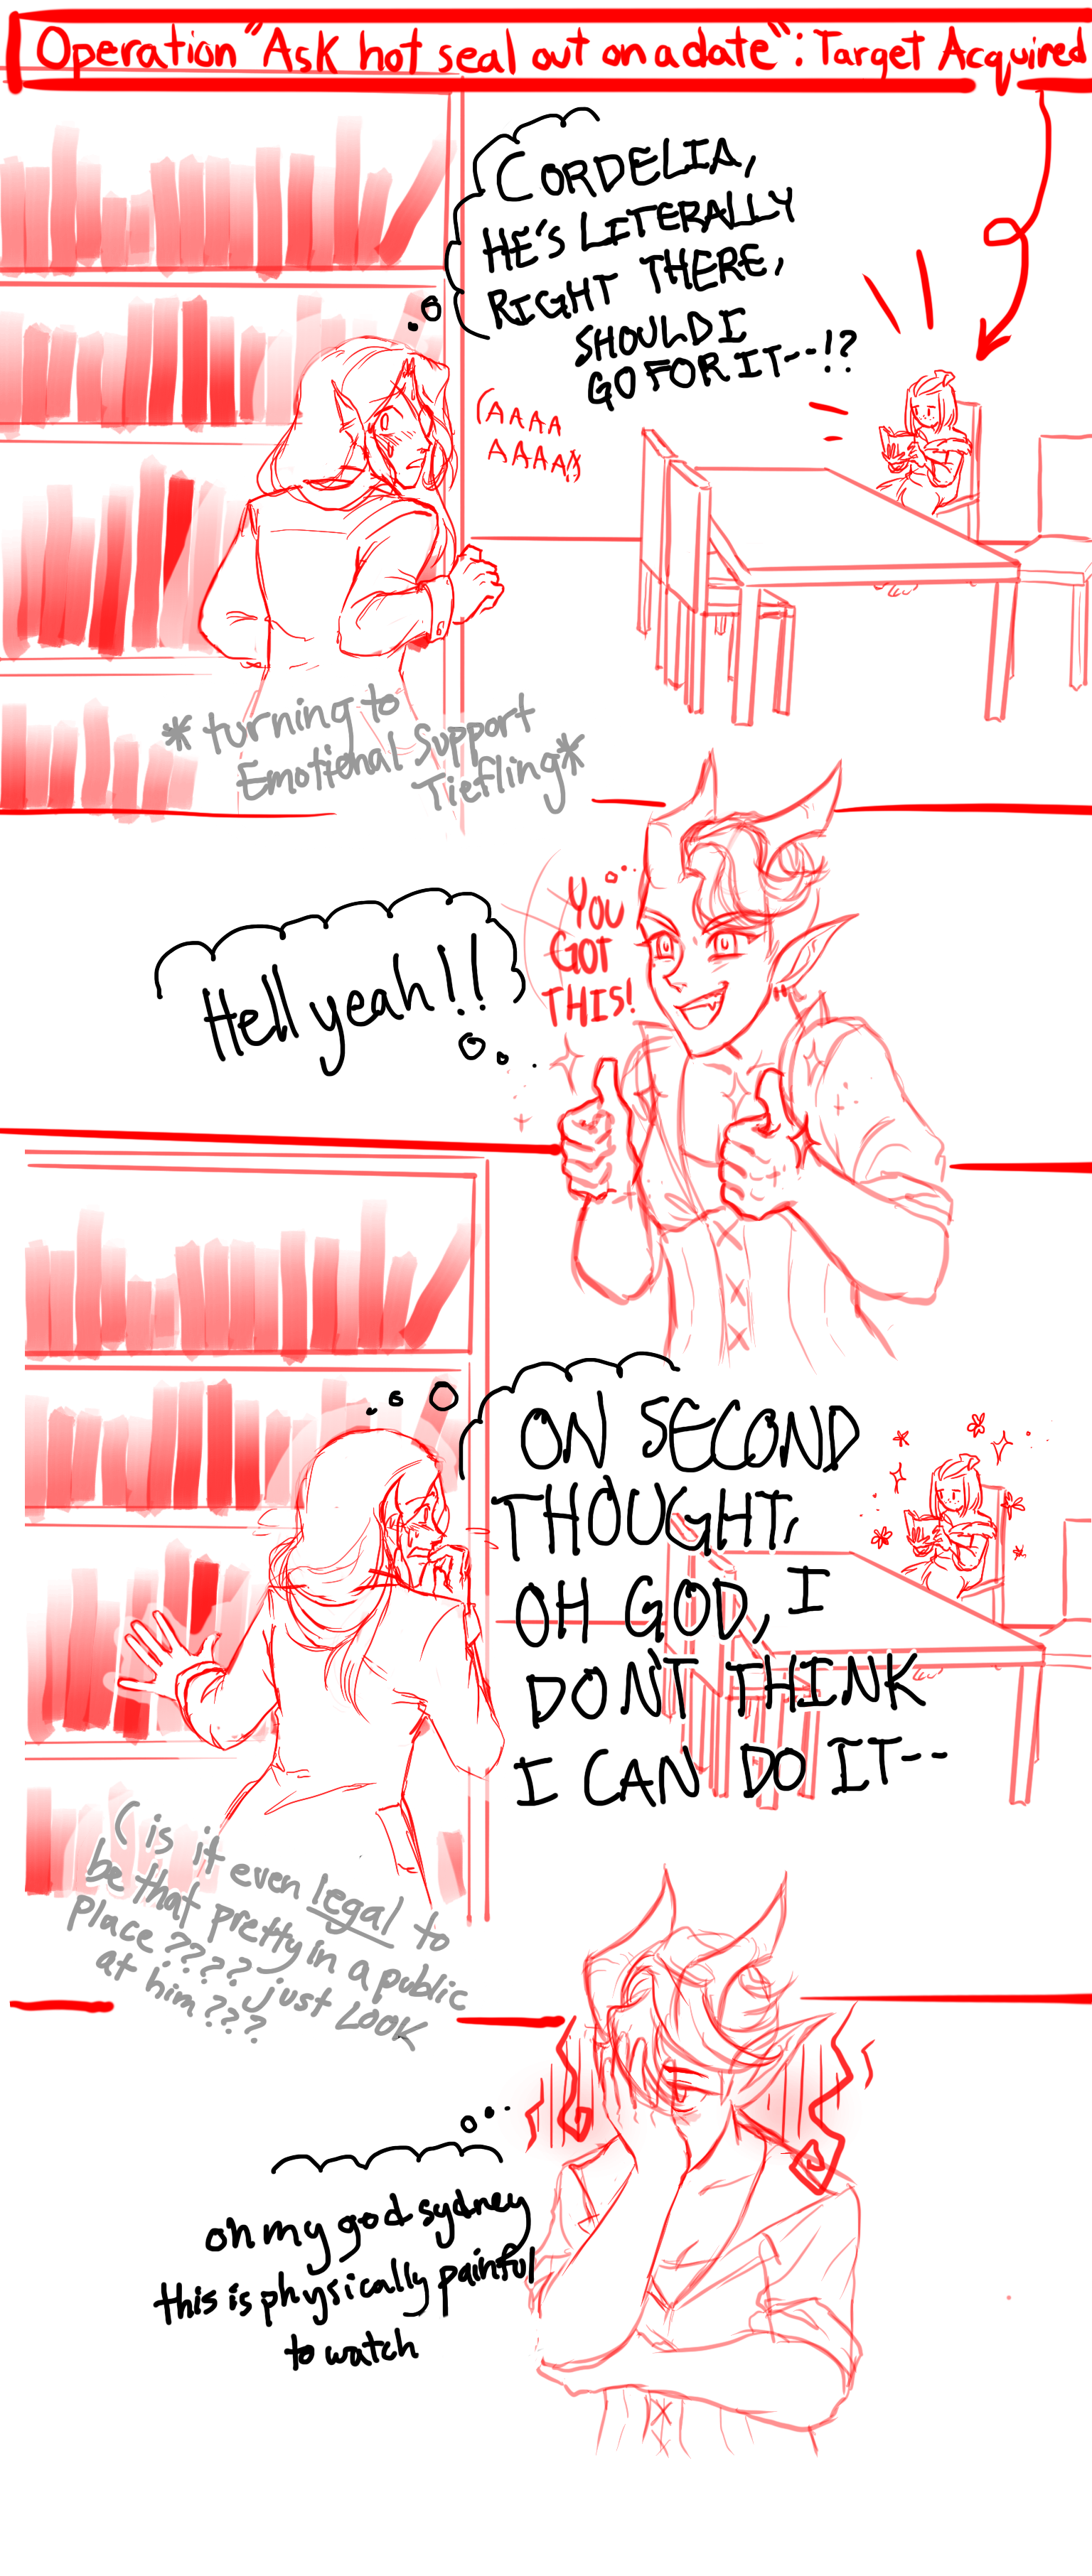 Operation "Ask hot seal out on a date": Target Acquired
CORDELIA,
HE'S LITERALLY
RIGHT THERE,
SHOULD I
GO FOR IT--!?
(AAAA
AAAAA)
*turning to
Emotional Support
Tiefling*
YOU
GOT
THIS!
Hell yeah!!
ON SECOND
THOUGHT,
OH GOD, I
DON'T THINK
I CAN DO IT--
(is it even legal to
be that pretty in a public
place???? just LOOK
at him???
oh my god sydney
this is physically painful
to watch